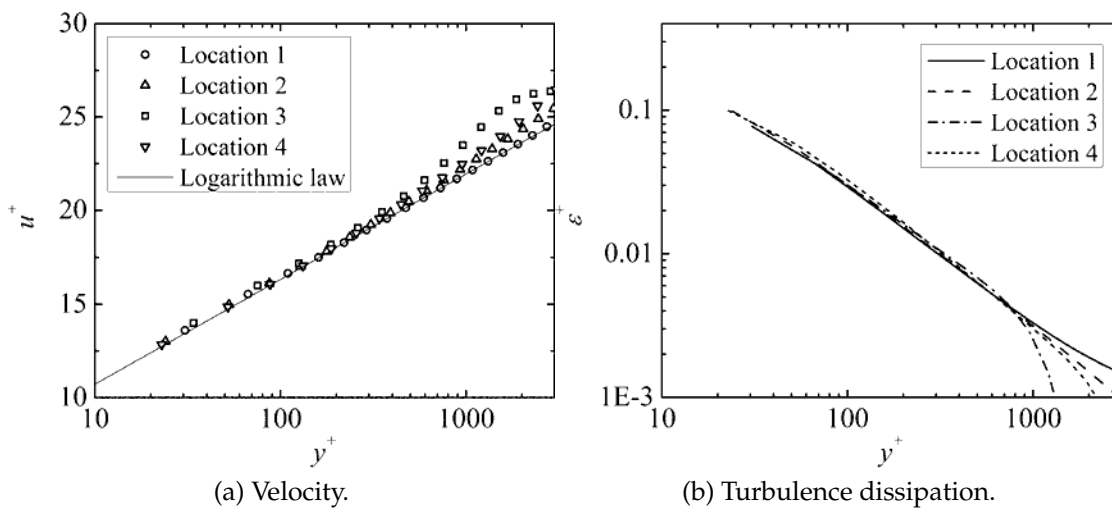 30
25
20
15
10
u⁺
Location 1
Location 2
Location 3
Location 4
Logarithmic law
10
100
1000
y⁺
(a) Velocity.
0.1
0.01
1E-3
ε⁺
Location 1
Location 2
Location 3
Location 4
10
100
1000
y⁺
(b) Turbulence dissipation.